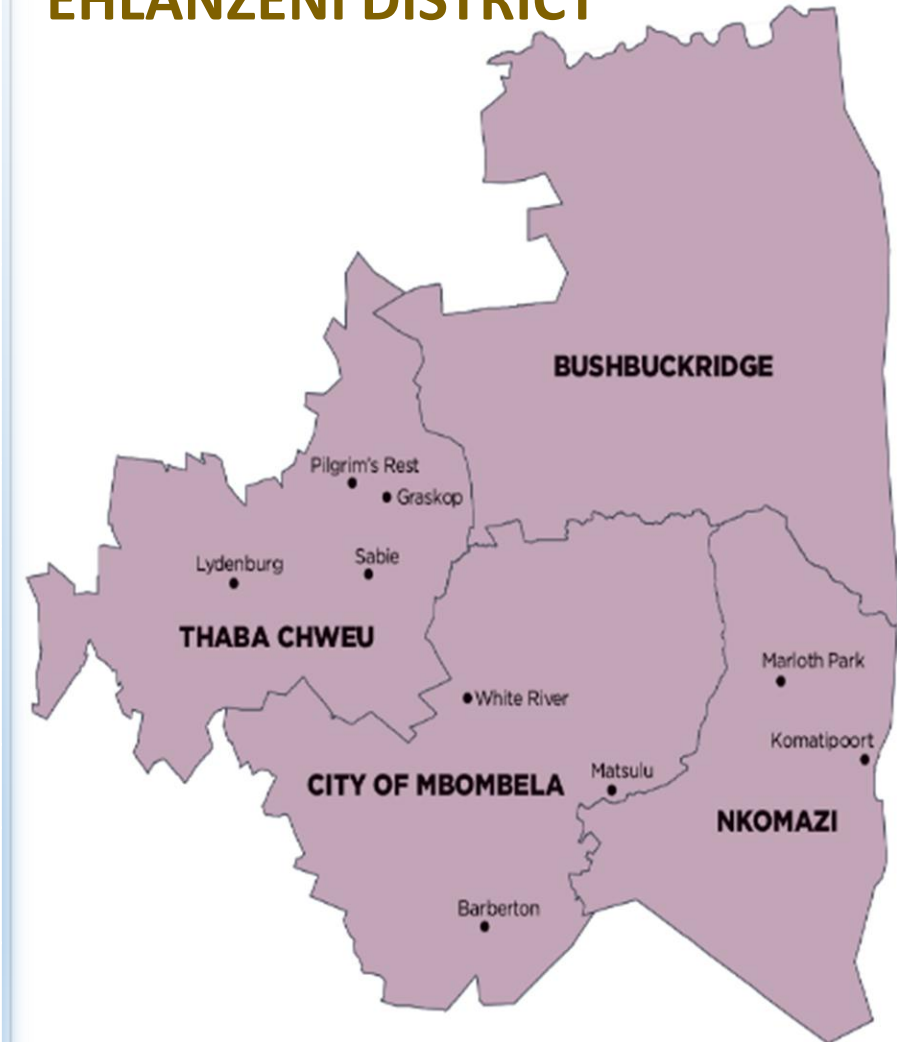 EHLANZENI DISTRICT
BUSHBUCKRIDGE
Pilgrim's Rest
Graskop
Lydenburg
Sabie
THABA CHWEU
Marloth Park
White River
Komatipoort
Matsulu
CITY OF MBOMBELA
NKOMAZI
Barberton